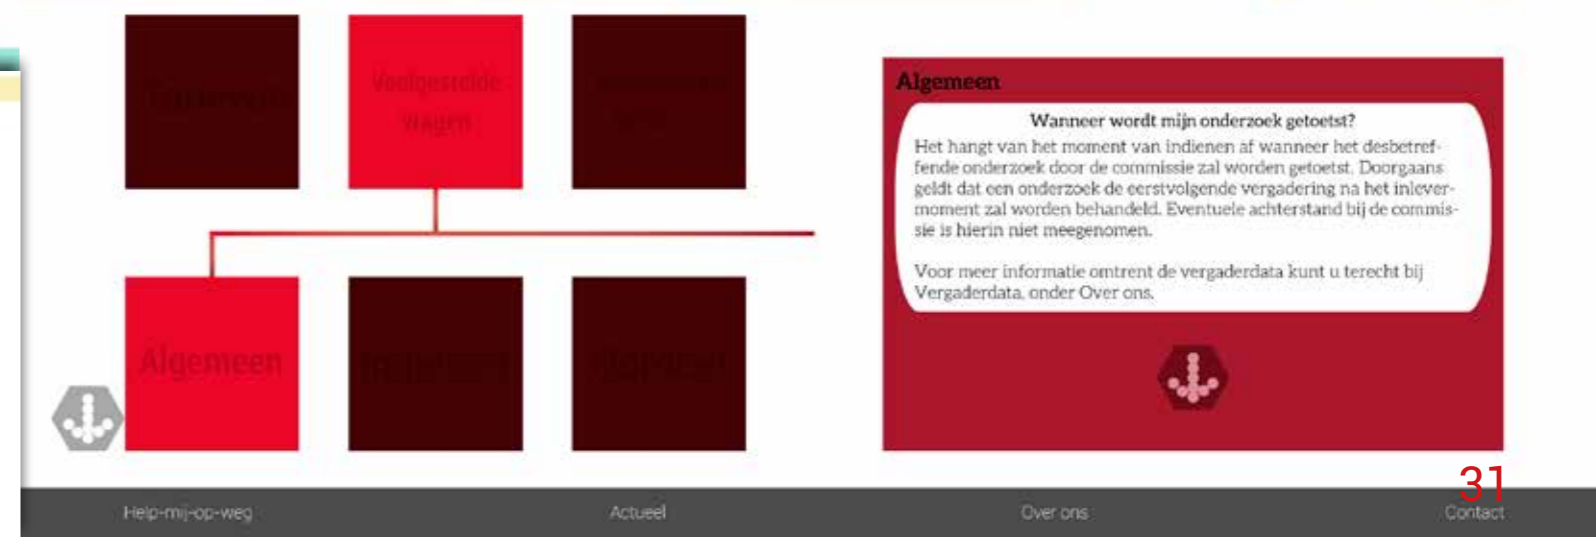 Veelgestelde
vragen
Algemeen
Algemeen
Wanneer wordt mijn onderzoek getoetst?
Het hangt van het moment van indienen af wanneer het desbetref-
fende onderzoek door de commissie zal worden getoetst. Doorgaans
geldt dat een onderzoek de eerstvolgende vergadering na het inlever-
moment zal worden behandeld. Eventuele achterstand bij de commis-
sie is hierin niet meegenomen.
Voor meer informatie omtrent de vergaderdata kunt u terecht bij
Vergaderdata, onder Over ons.
31
Help-mij-op-weg
Actueel
Over ons
Contact